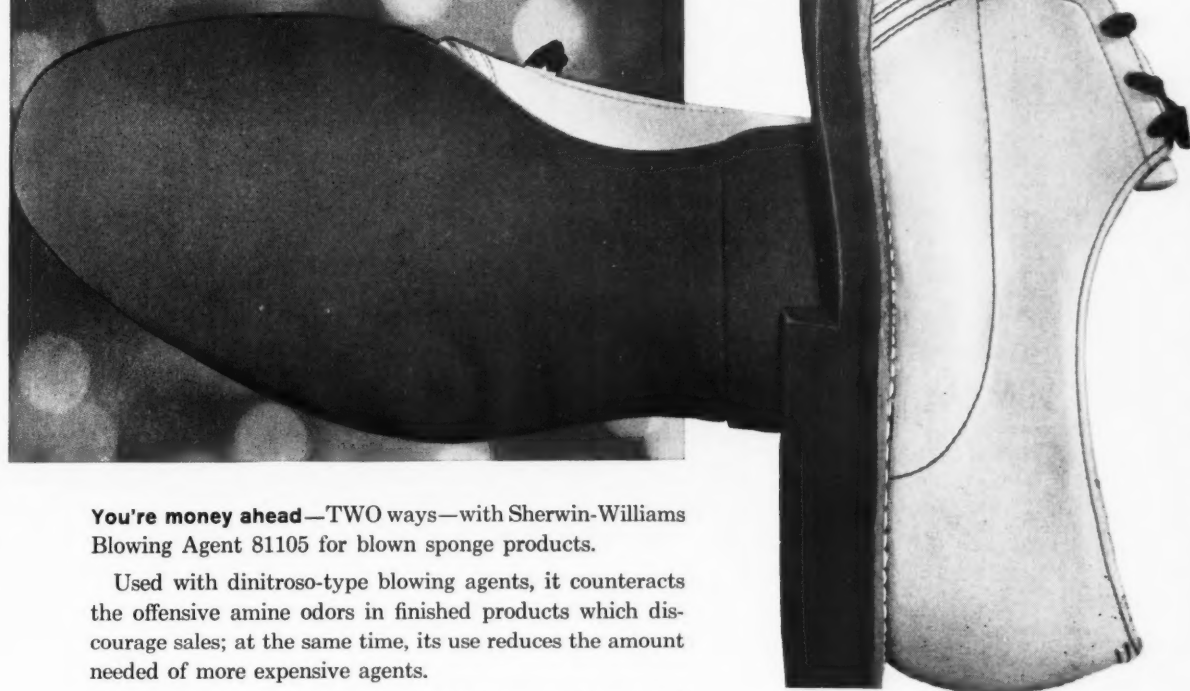 You're money ahead—TWO ways—with Sherwin-Williams
Blowing Agent 81105 for blown sponge products.
Used with dinitroso-type blowing agents, it counteracts
the offensive amine odors in finished products which dis-
courage sales; at the same time, its use reduces the amount
needed of more expensive agents.